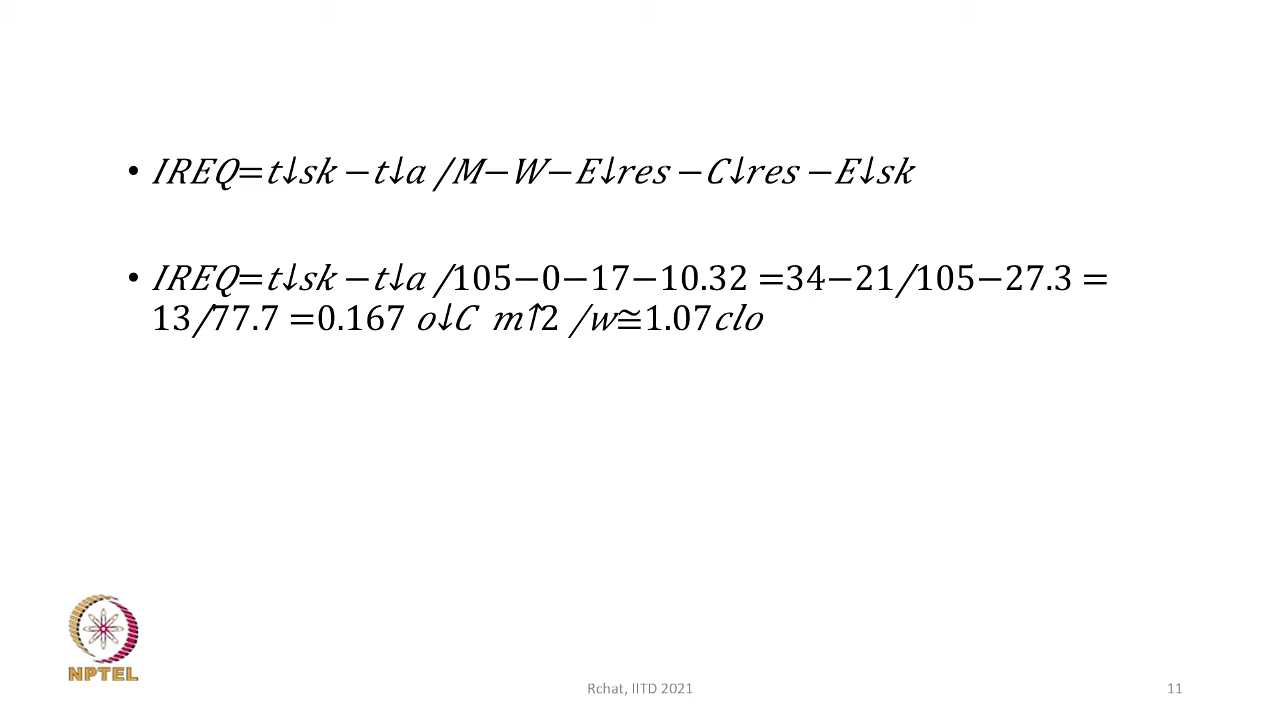 • IREQ=t↓sk −t↓a /M−W−E↓res −C↓res −E↓sk
• IREQ=t↓sk −t↓a /105−0−17−10.32 =34−21/105−27.3 =
13/77.7 =0.167 o↓C m↑2 /w≅1.07clo
NPTEL
Rchat, IITD 2021
11